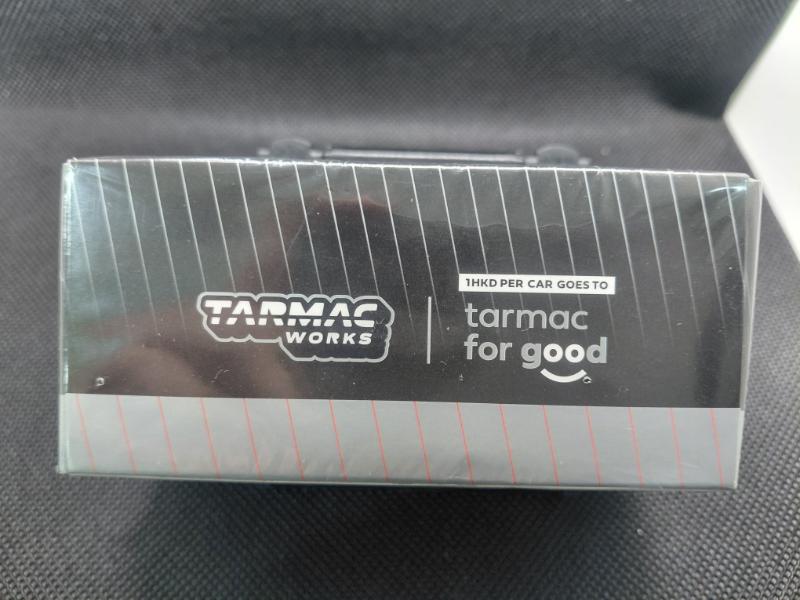 TARMAC
WORKS
1HKD PER CAR GOES TO
tarmac
for good